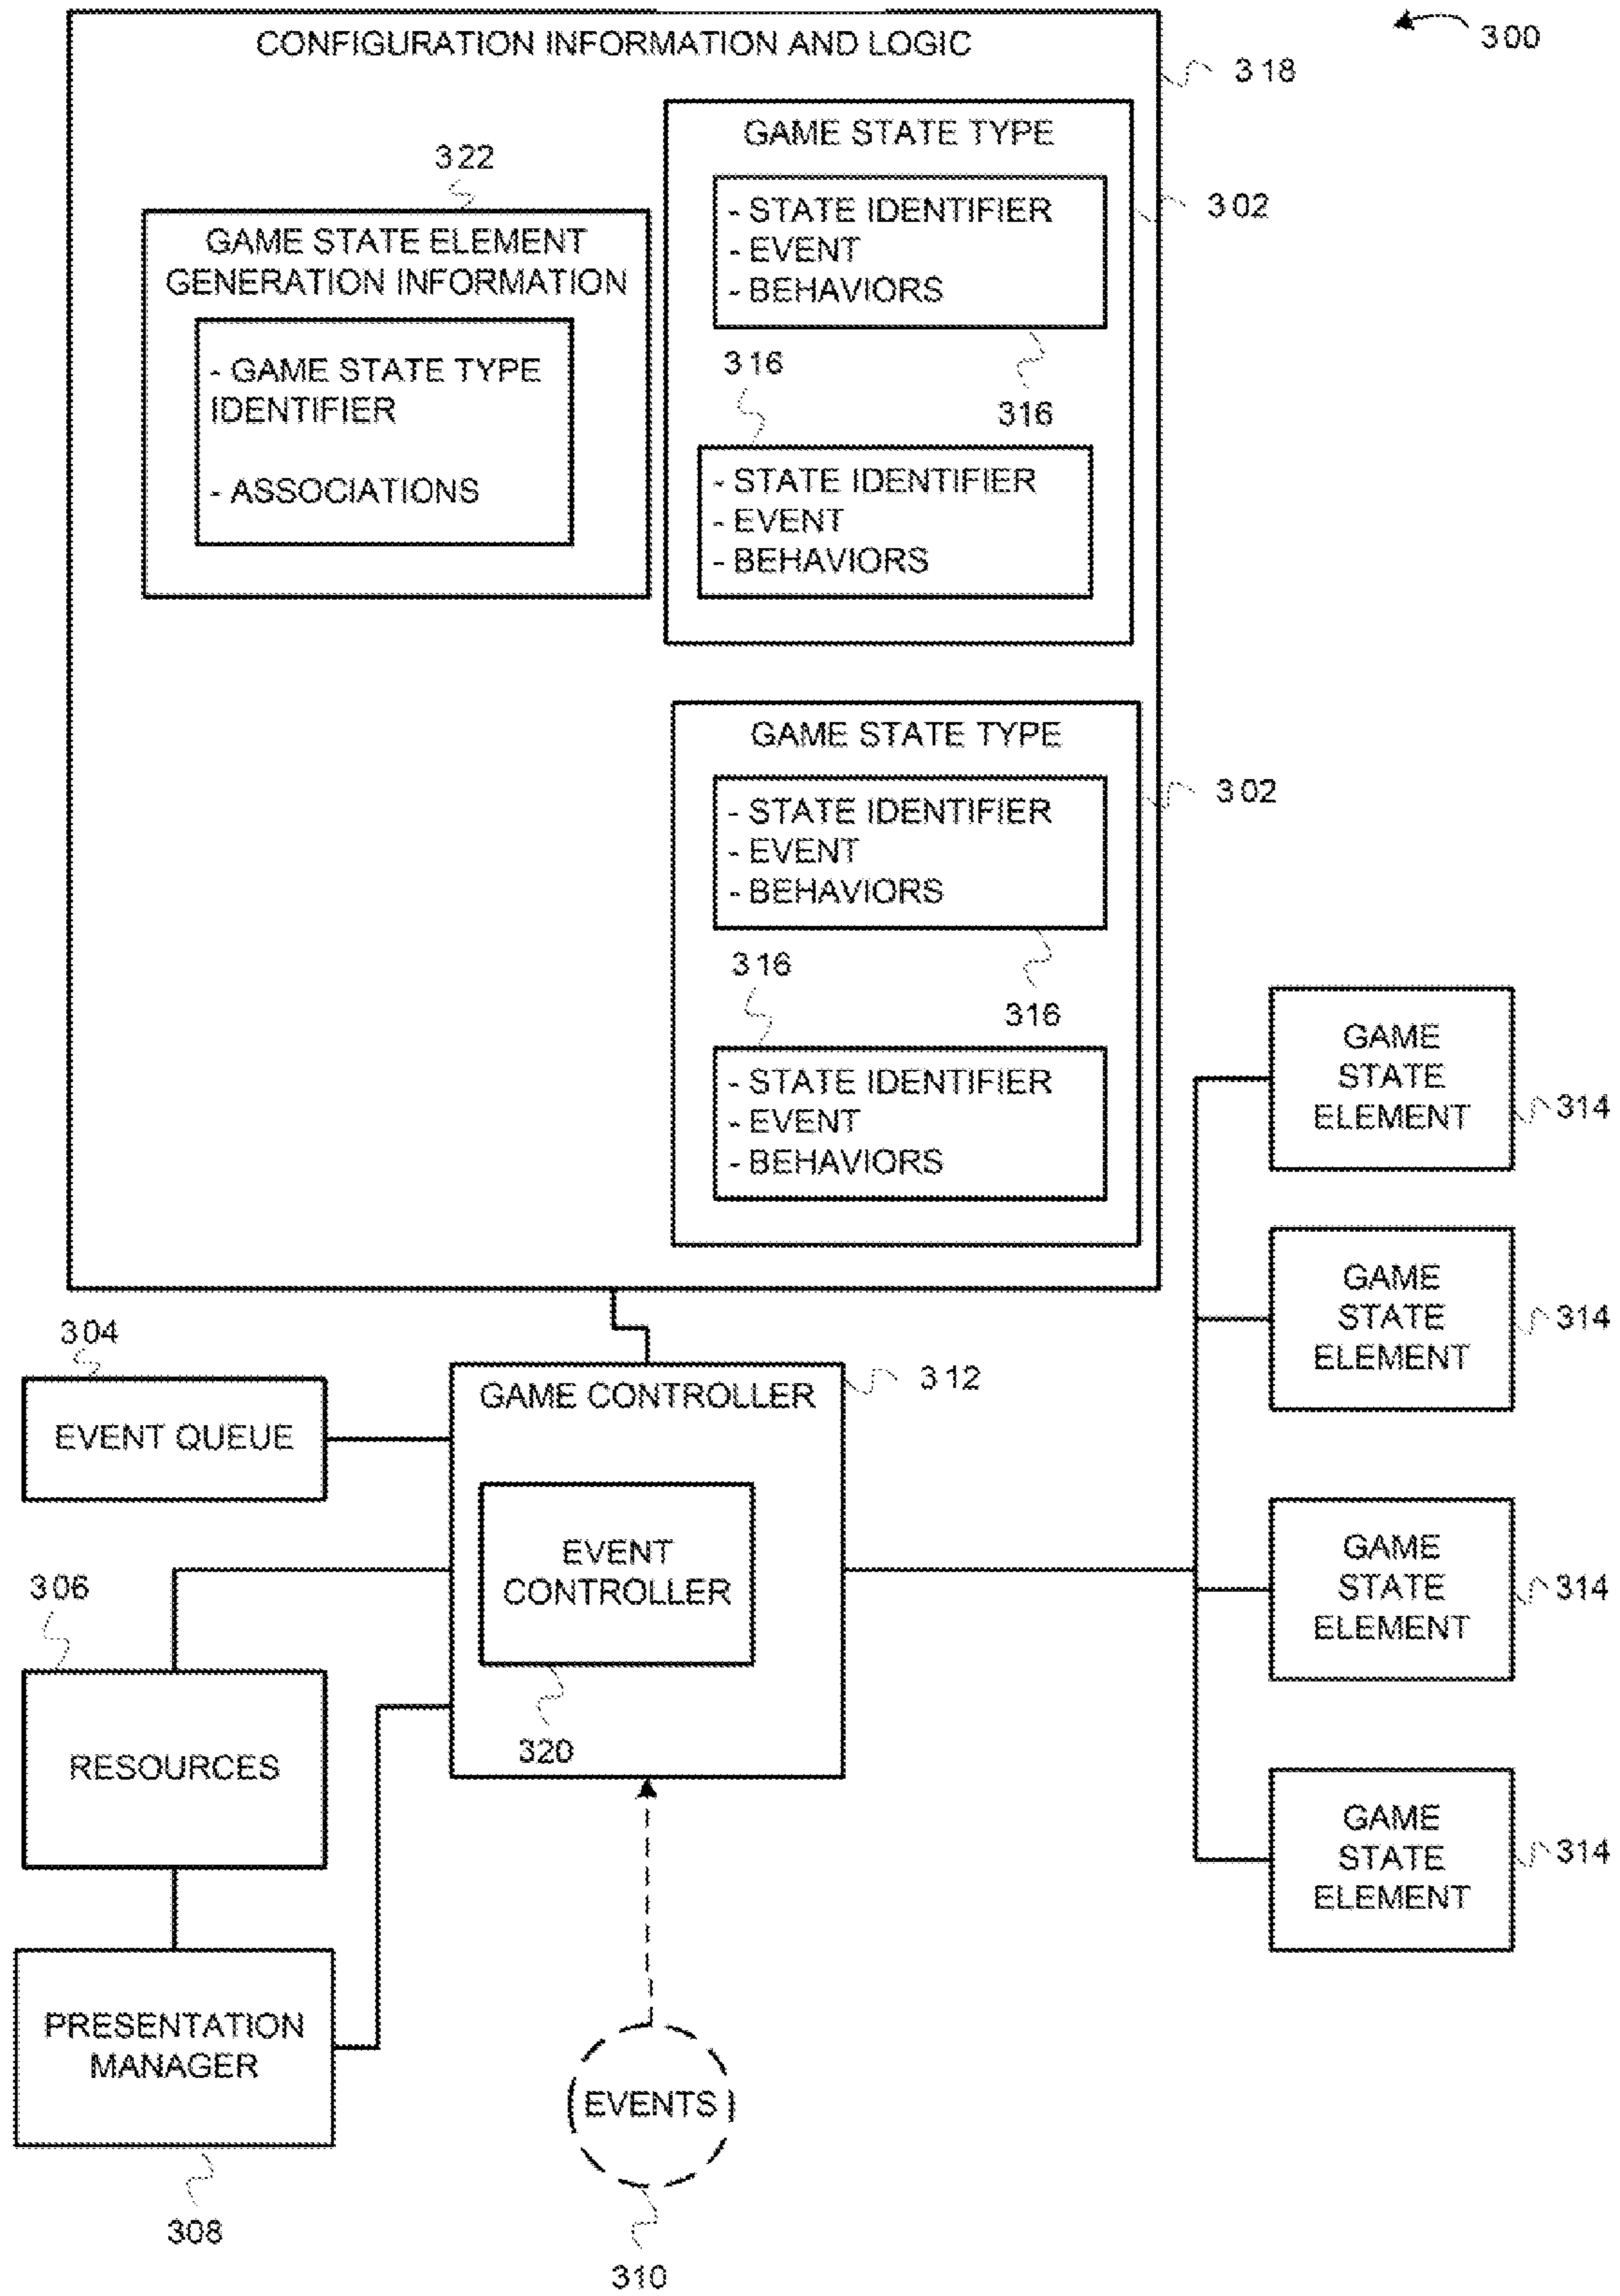 300
CONFIGURATION INFORMATION AND LOGIC
318
GAME STATE TYPE
322
- STATE IDENTIFIER
- EVENT
- BEHAVIORS
302
GAME STATE ELEMENT
GENERATION INFORMATION
- GAME STATE TYPE
IDENTIFIER
- ASSOCIATIONS
316
316
- STATE IDENTIFIER
- EVENT
- BEHAVIORS
GAME STATE TYPE
302
- STATE IDENTIFIER
- EVENT
- BEHAVIORS
316
316
- STATE IDENTIFIER
- EVENT
- BEHAVIORS
GAME
STATE
ELEMENT
314
GAME
STATE
ELEMENT
314
304
EVENT QUEUE
GAME CONTROLLER
312
EVENT
CONTROLLER
320
GAME
STATE
ELEMENT
314
306
RESOURCES
GAME
STATE
ELEMENT
314
PRESENTATION
MANAGER
308
EVENTS
310